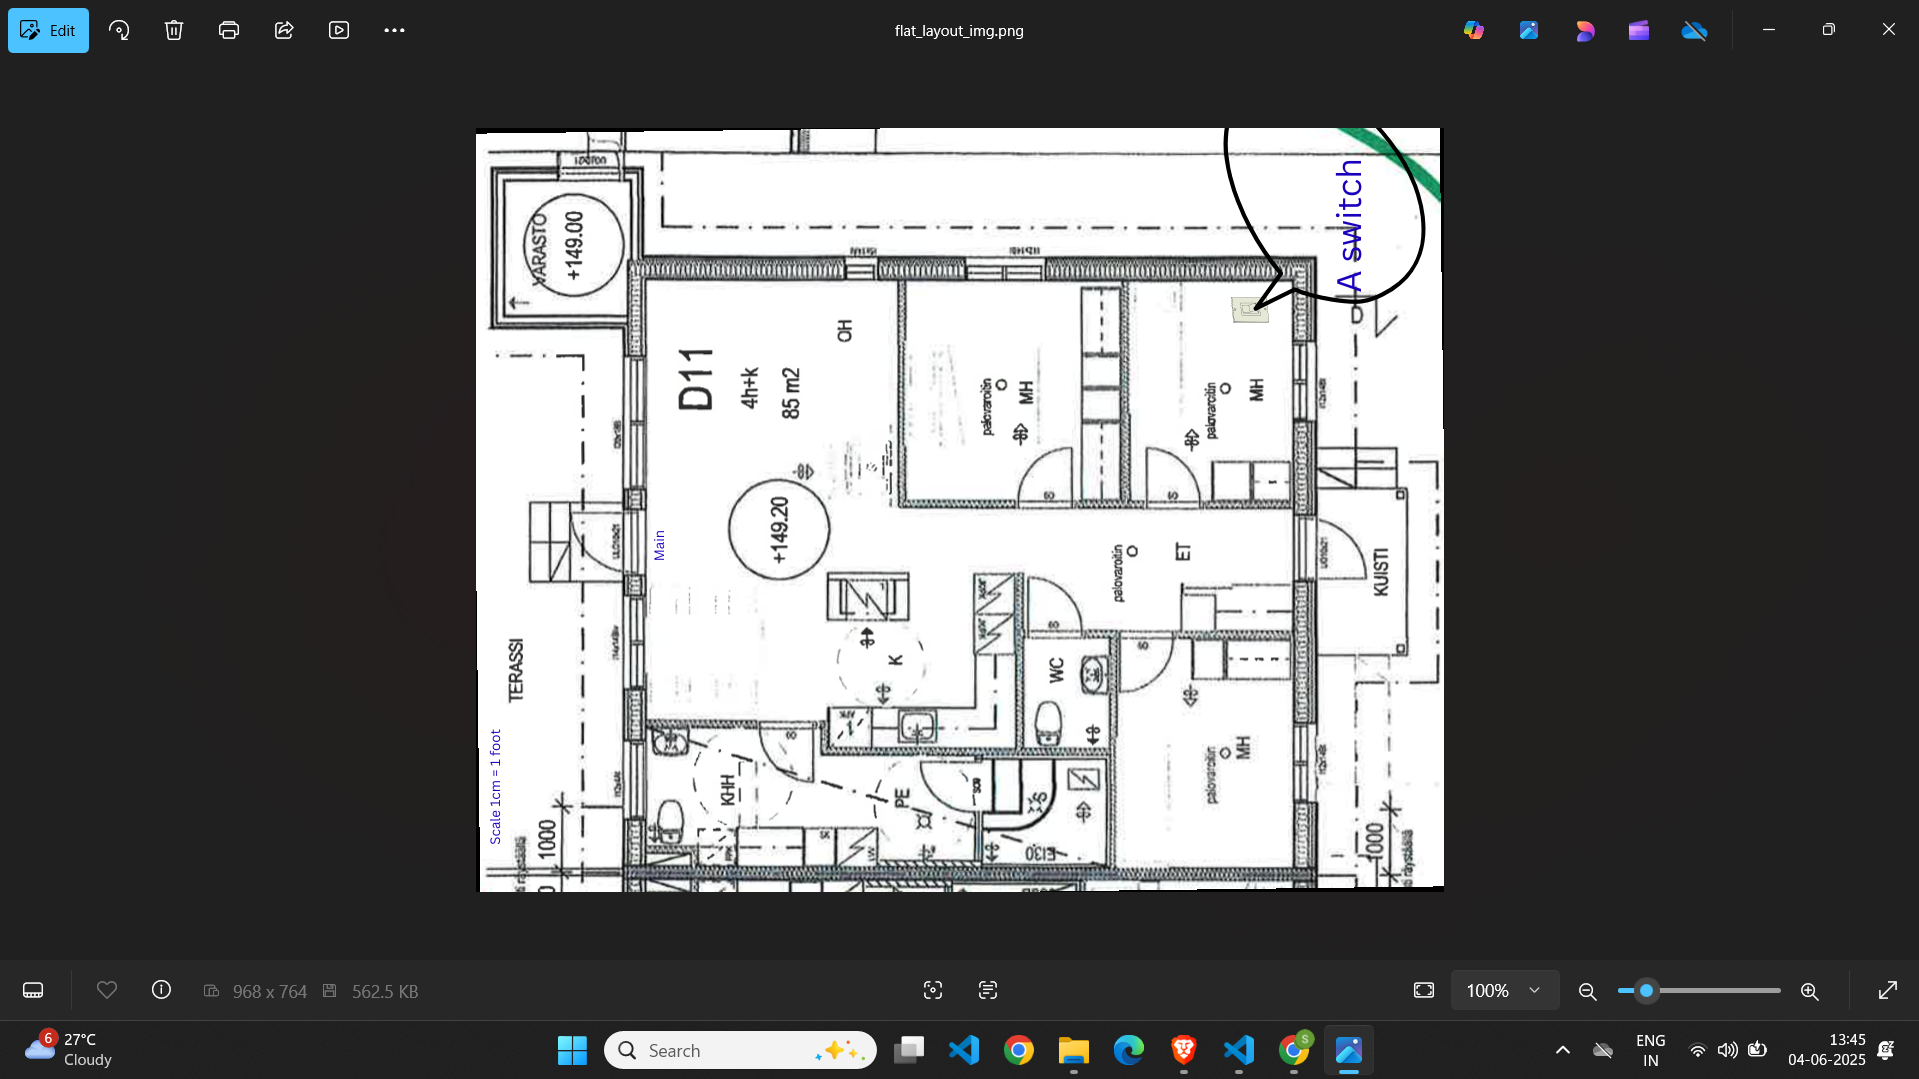 Edit
flat_layout_img.png
VARASTO
+149.00
A switch
OH
D11
4h+k
85 m2
palovaroitin
MH
palovaroitin
MH
+149.20
Main
palovaroitin
ET
KUISTI
TERASSI
K
WC
palovaroitin
MH
KHH
PE
EI30
Scale 1cm = 1 foot
1000
1000
968 x 764
562.5 KB
100%
6
27°C
Cloudy
Search
S
ENG
IN
13:45
04-06-2025